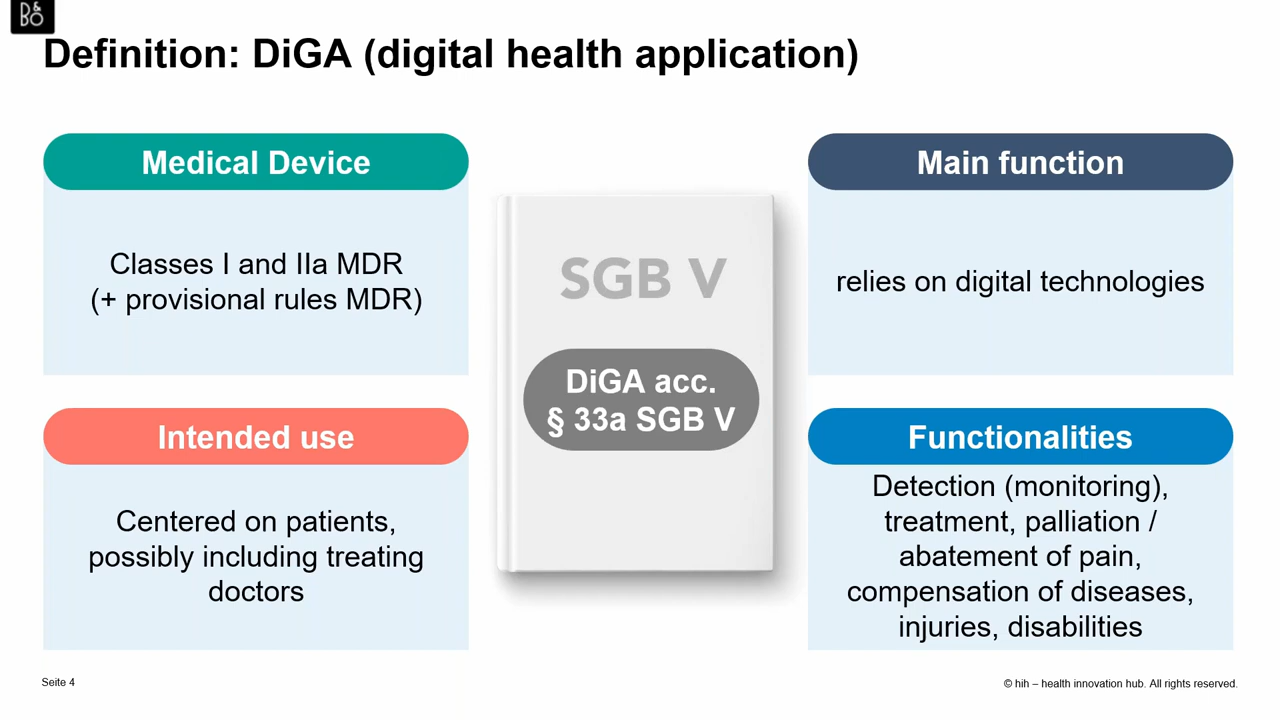 B&O
Definition: DiGA (digital health application)
Medical Device
Classes I and IIa MDR
(+ provisional rules MDR)
Intended use
Centered on patients,
possibly including treating
doctors
SGB V
DiGA acc.
§ 33a SGB V
Main function
relies on digital technologies
Functionalities
Detection (monitoring),
treatment, palliation /
abatement of pain,
compensation of diseases,
injuries, disabilities
Seite 4
© hih – health innovation hub. All rights reserved.